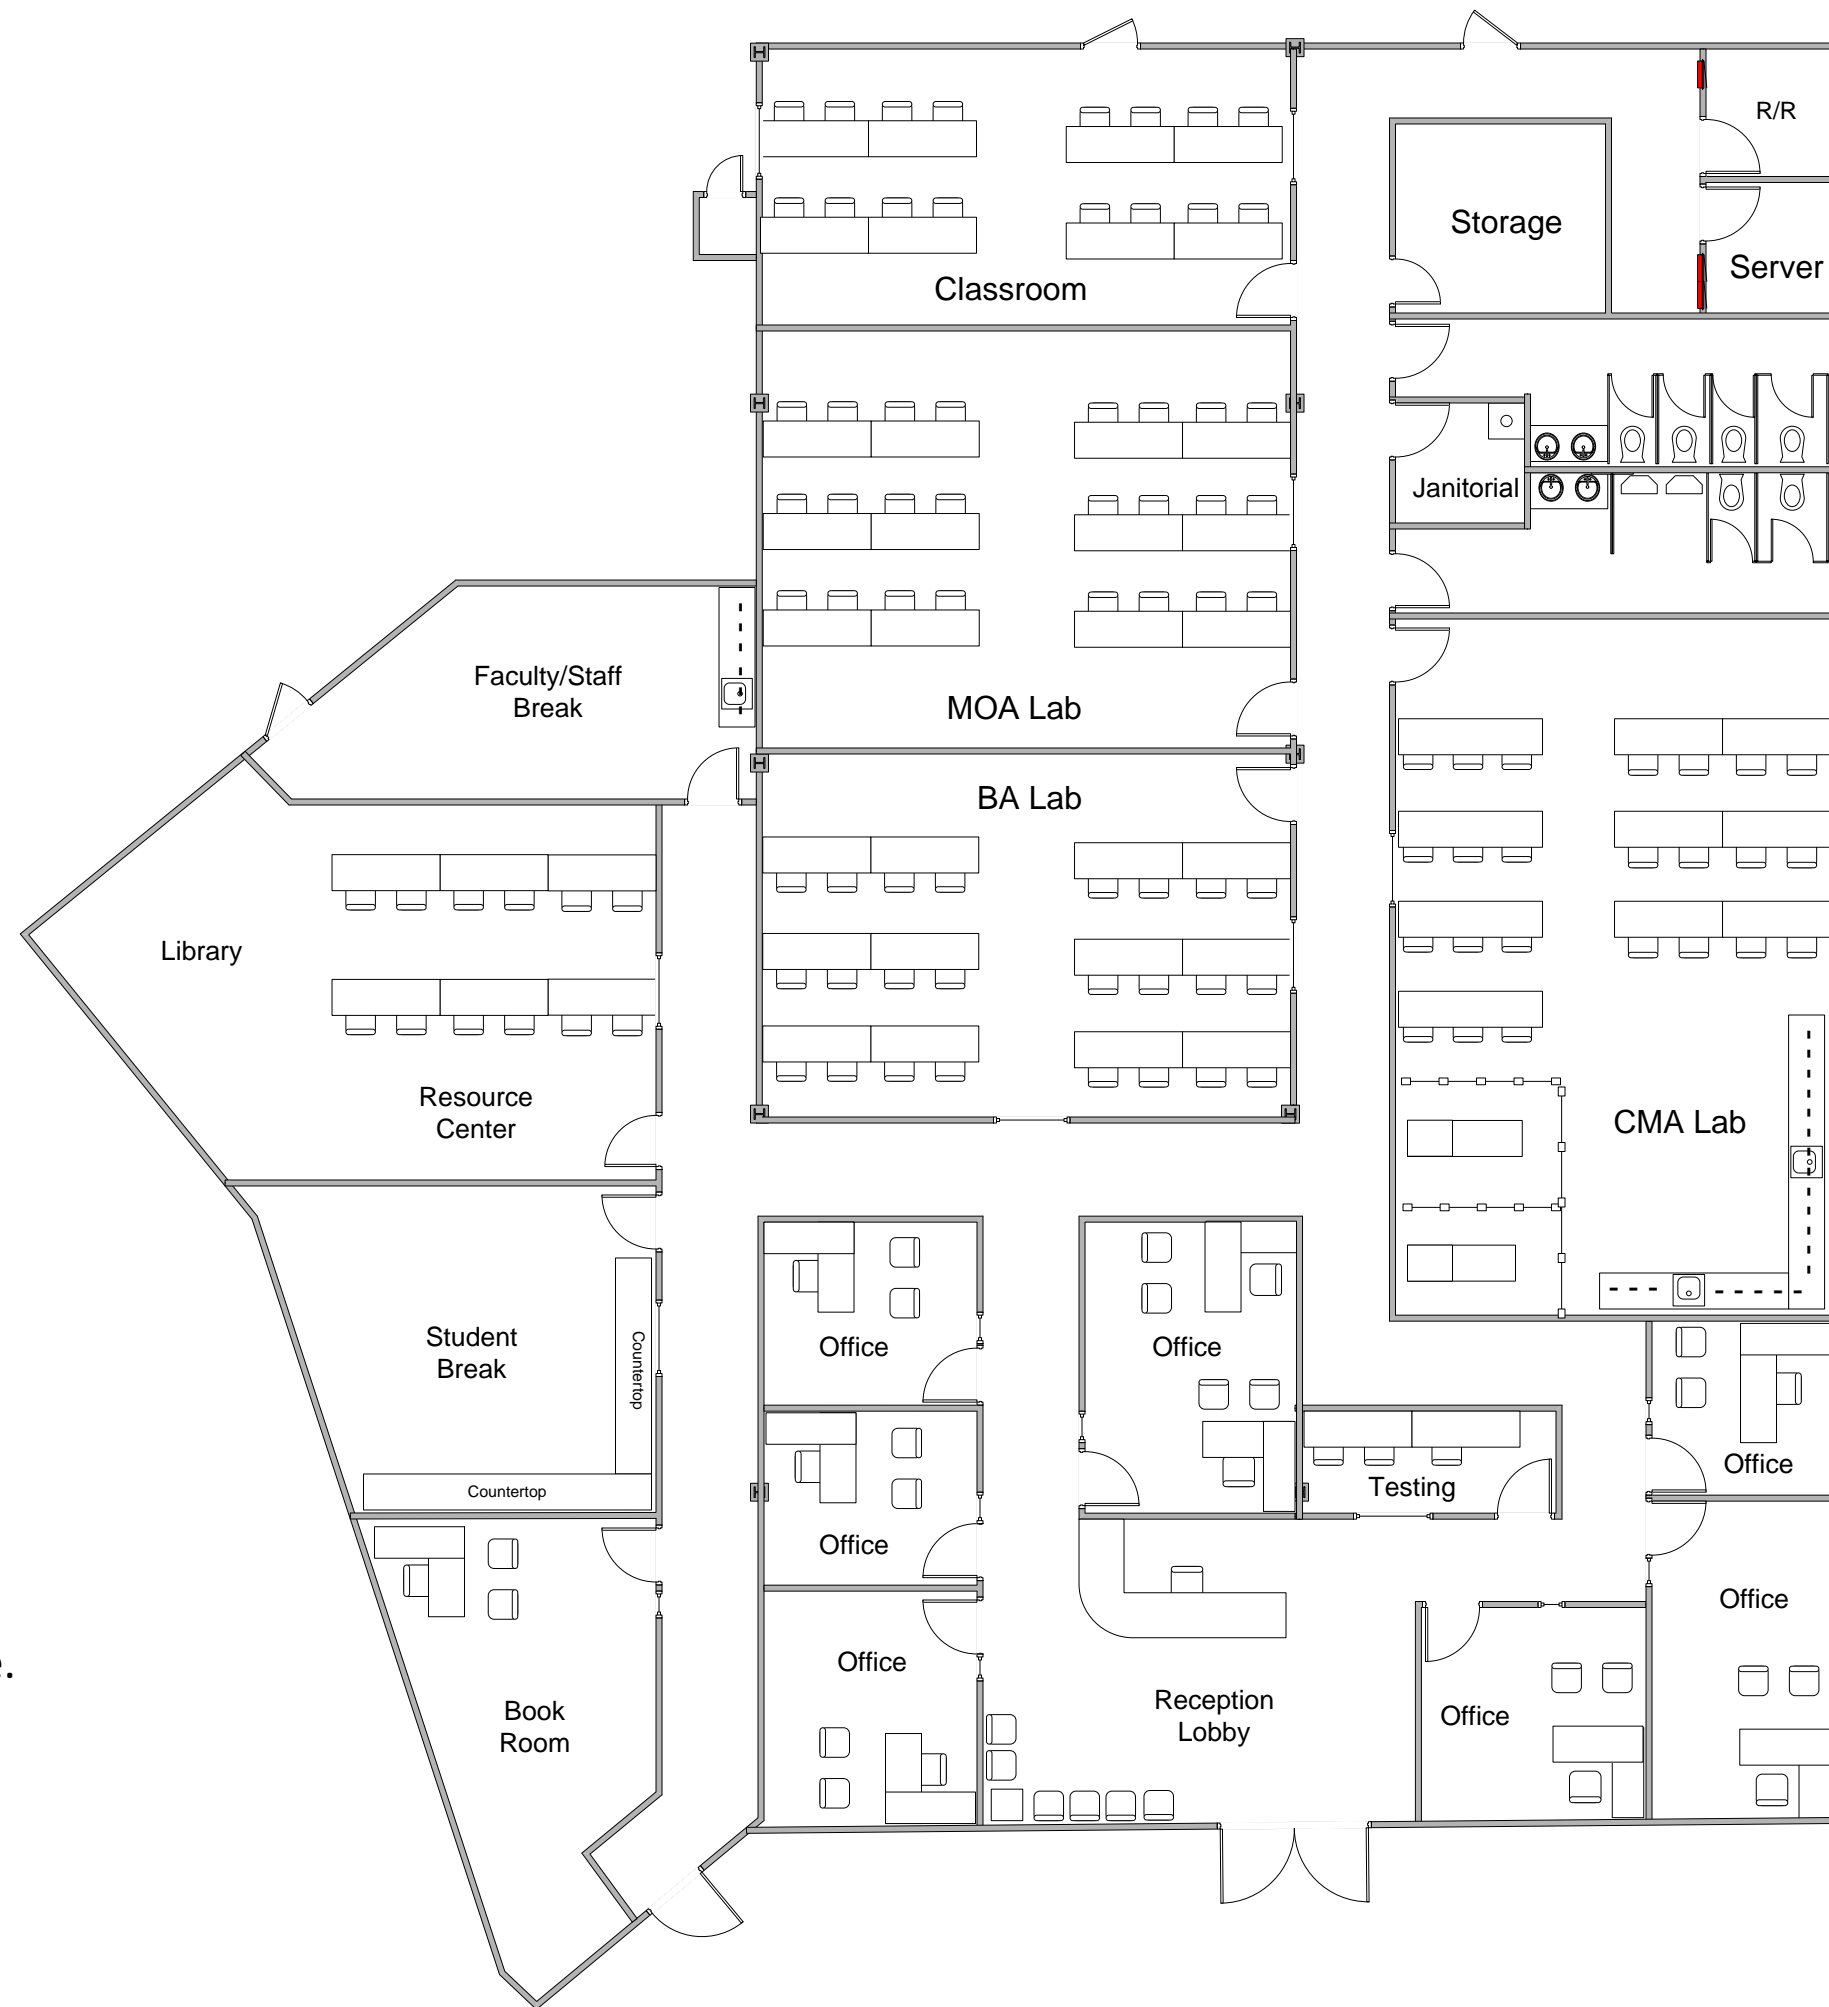 R/R
Storage
Server
Classroom
Janitorial
Faculty/Staff
Break
MOA Lab
BA Lab
Library
Resource
Center
CMA Lab
Student
Break
Countertop
Countertop
Office
Office
Office
Testing
Office
Office
Office
Office
Office
Reception
Lobby
Book
Room